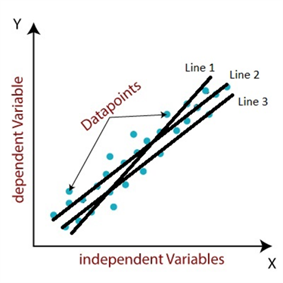 Y
Line 1
Line 2
Line 3
Datapoints
dependent Variable
independent Variables
X